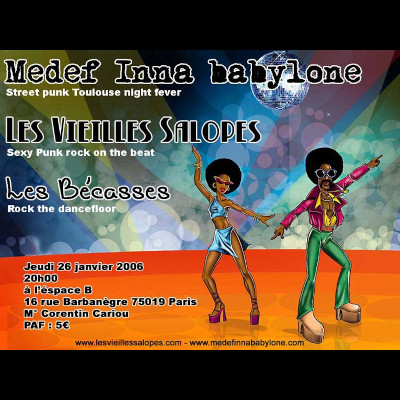 Medef Inna babylone
Street punk Toulouse night fever
Les Vieilles Salopes
Sexy Punk rock on the beat
Les Bécasses
Rock the dancefloor
Jeudi 26 janvier 2006
20h00
à l'éspace B
16 rue Barbanègre 75019 Paris
M° Corentin Cariou
PAF : 5€
www.lesvieillessalopes.com - www.medefinnababylone.com